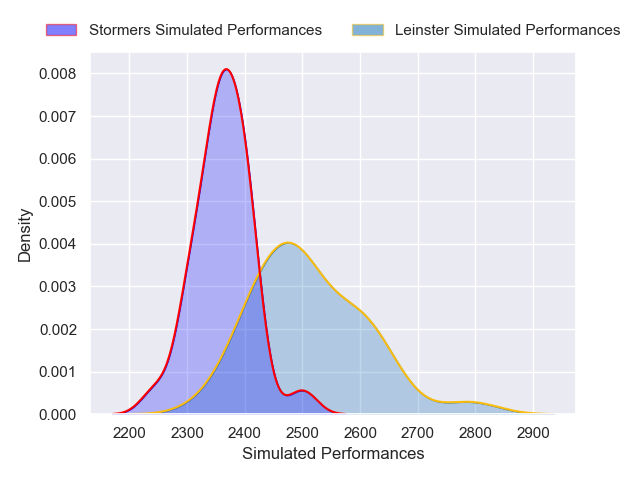 Stormers Simulated Performances
Leinster Simulated Performances
0.008
0.007
0.006
0.005
0.004
0.003
0.002
0.001
0.000
Density
2200 2300 2400 2500 2600 2700 2800 2900
Simulated Performances